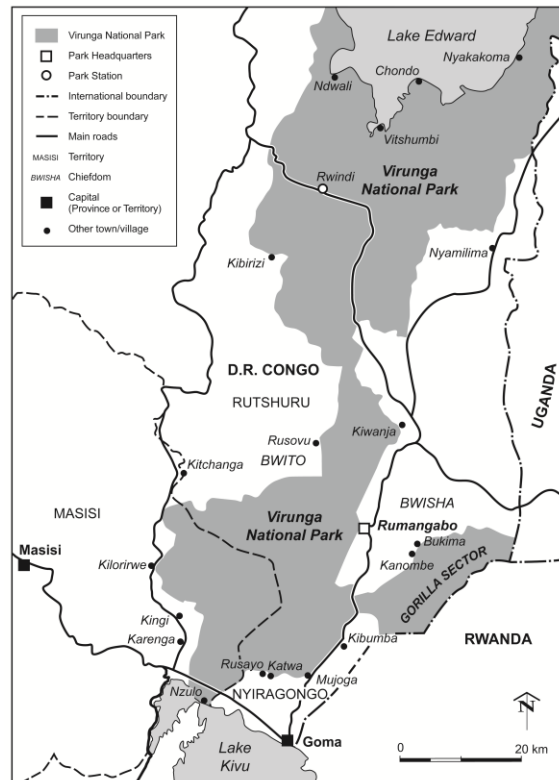 Virunga National Park
Park Headquarters
Park Station
International boundary
Territory boundary
Main roads
MASISI Territory
BWISHA Chiefdom
Capital
(Province or Territory)
Other town/village
Lake Edward
Nyakakoma
Chondo
Ndwali
Vitshumbi
Rwindi
Virunga
National Park
Nyamilima
Kibirizi
D.R. CONGO
RUTSHURU
UGANDA
Kiwanja
Rusovu
BWITO
Kitchanga
BWISHA
MASISI
Virunga
National Park
Rumangabo
Bukima
Kanombe
Masisi
Kilorirwe
GORILLA SECTOR
Kingi
Karenga
Kibumba
RWANDA
Rusayo
Katwa
Mujoga
Nzulo
NYIRAGONGO
N
Goma
Lake
Kivu
0
20 km